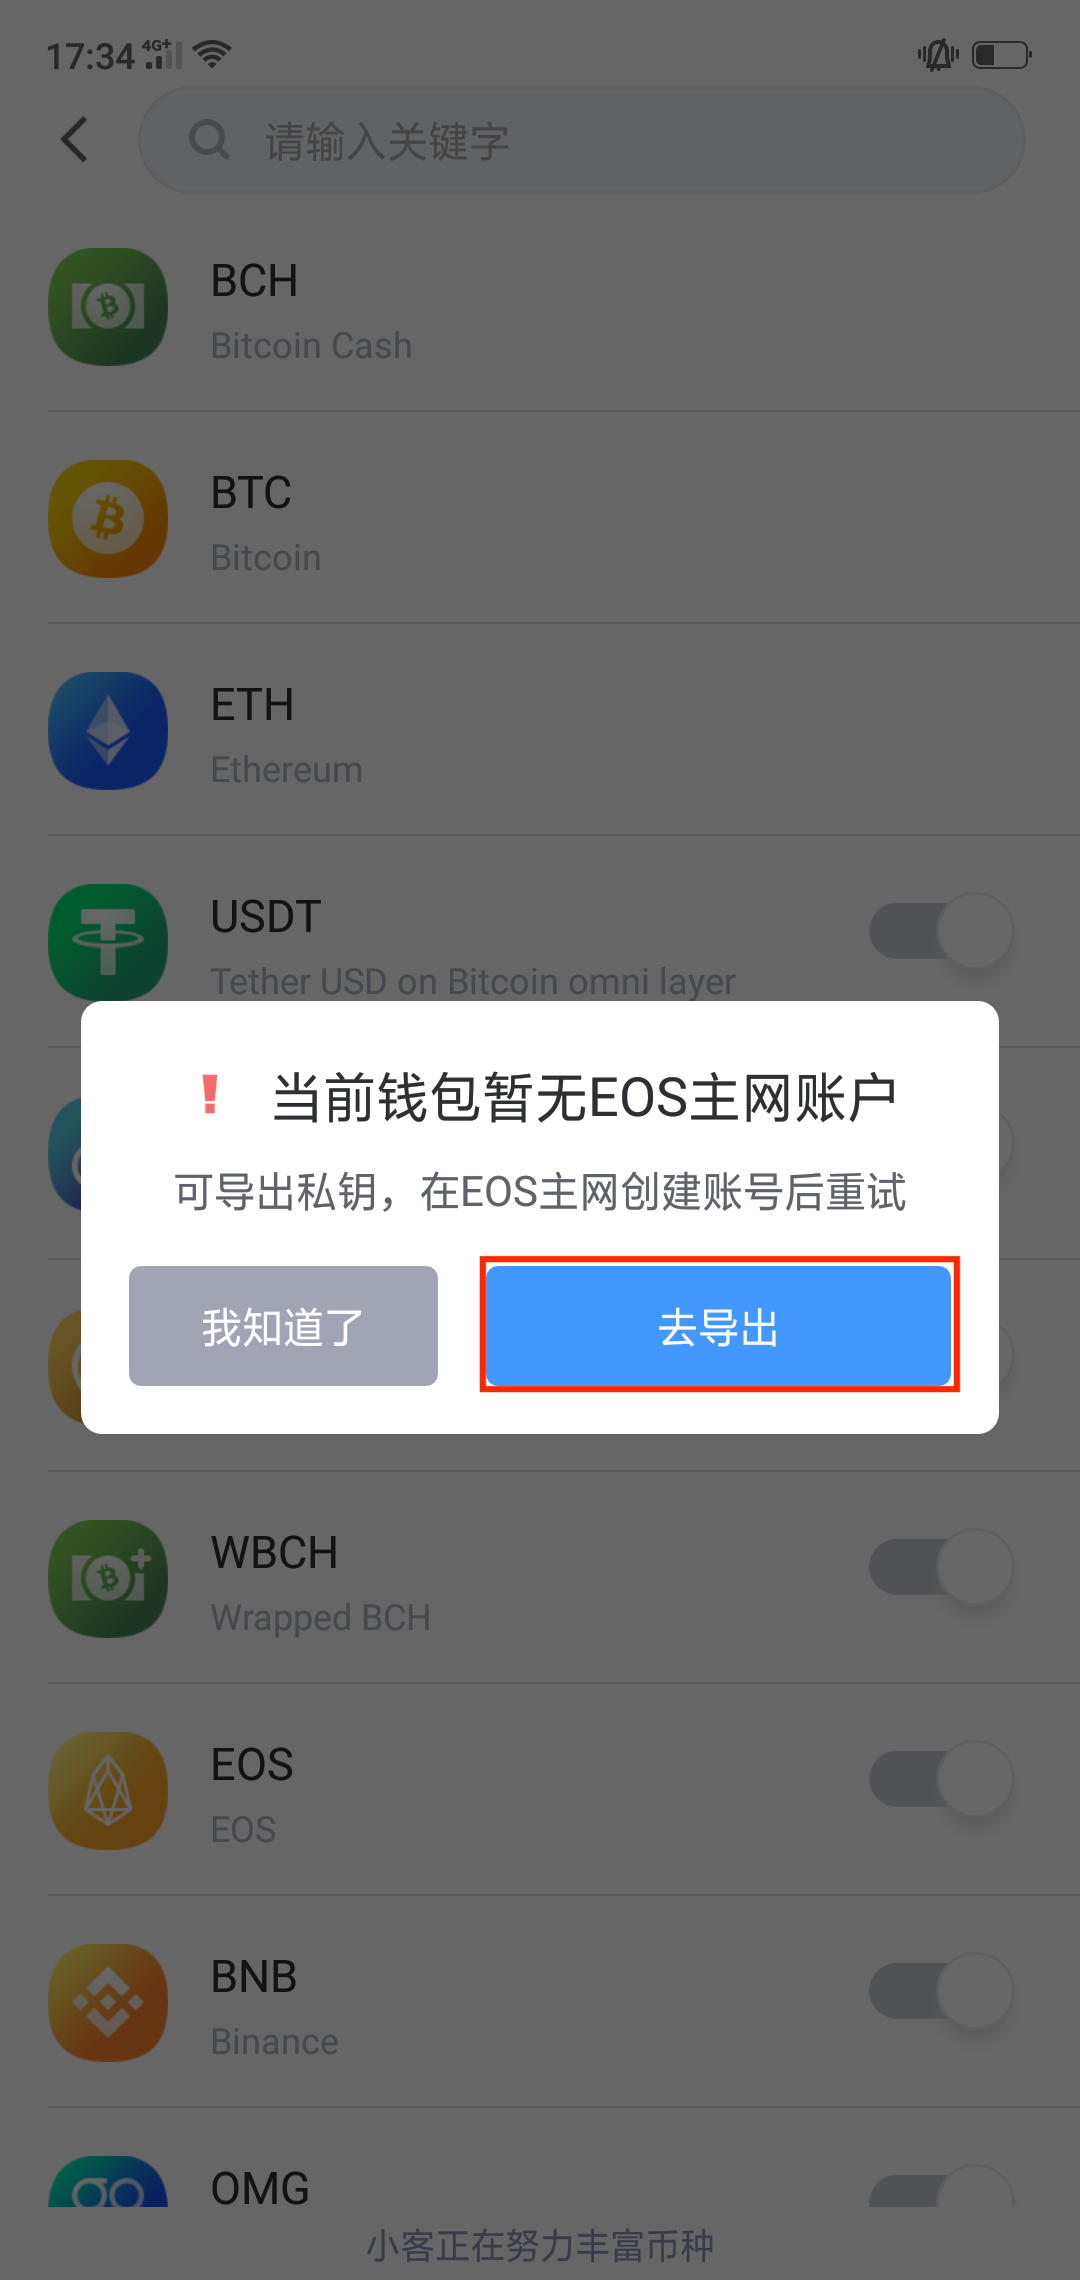 17:34 4G+
请输入关键字
BCH
Bitcoin Cash
BTC
Bitcoin
ETH
Ethereum
USDT
Tether USD on Bitcoin omni layer
当前钱包暂无EOS主网账户
可导出私钥，在EOS主网创建账号后重试
我知道了
去导出
WBCH
Wrapped BCH
EOS
EOS
BNB
Binance
OMG
小客正在努力丰富币种